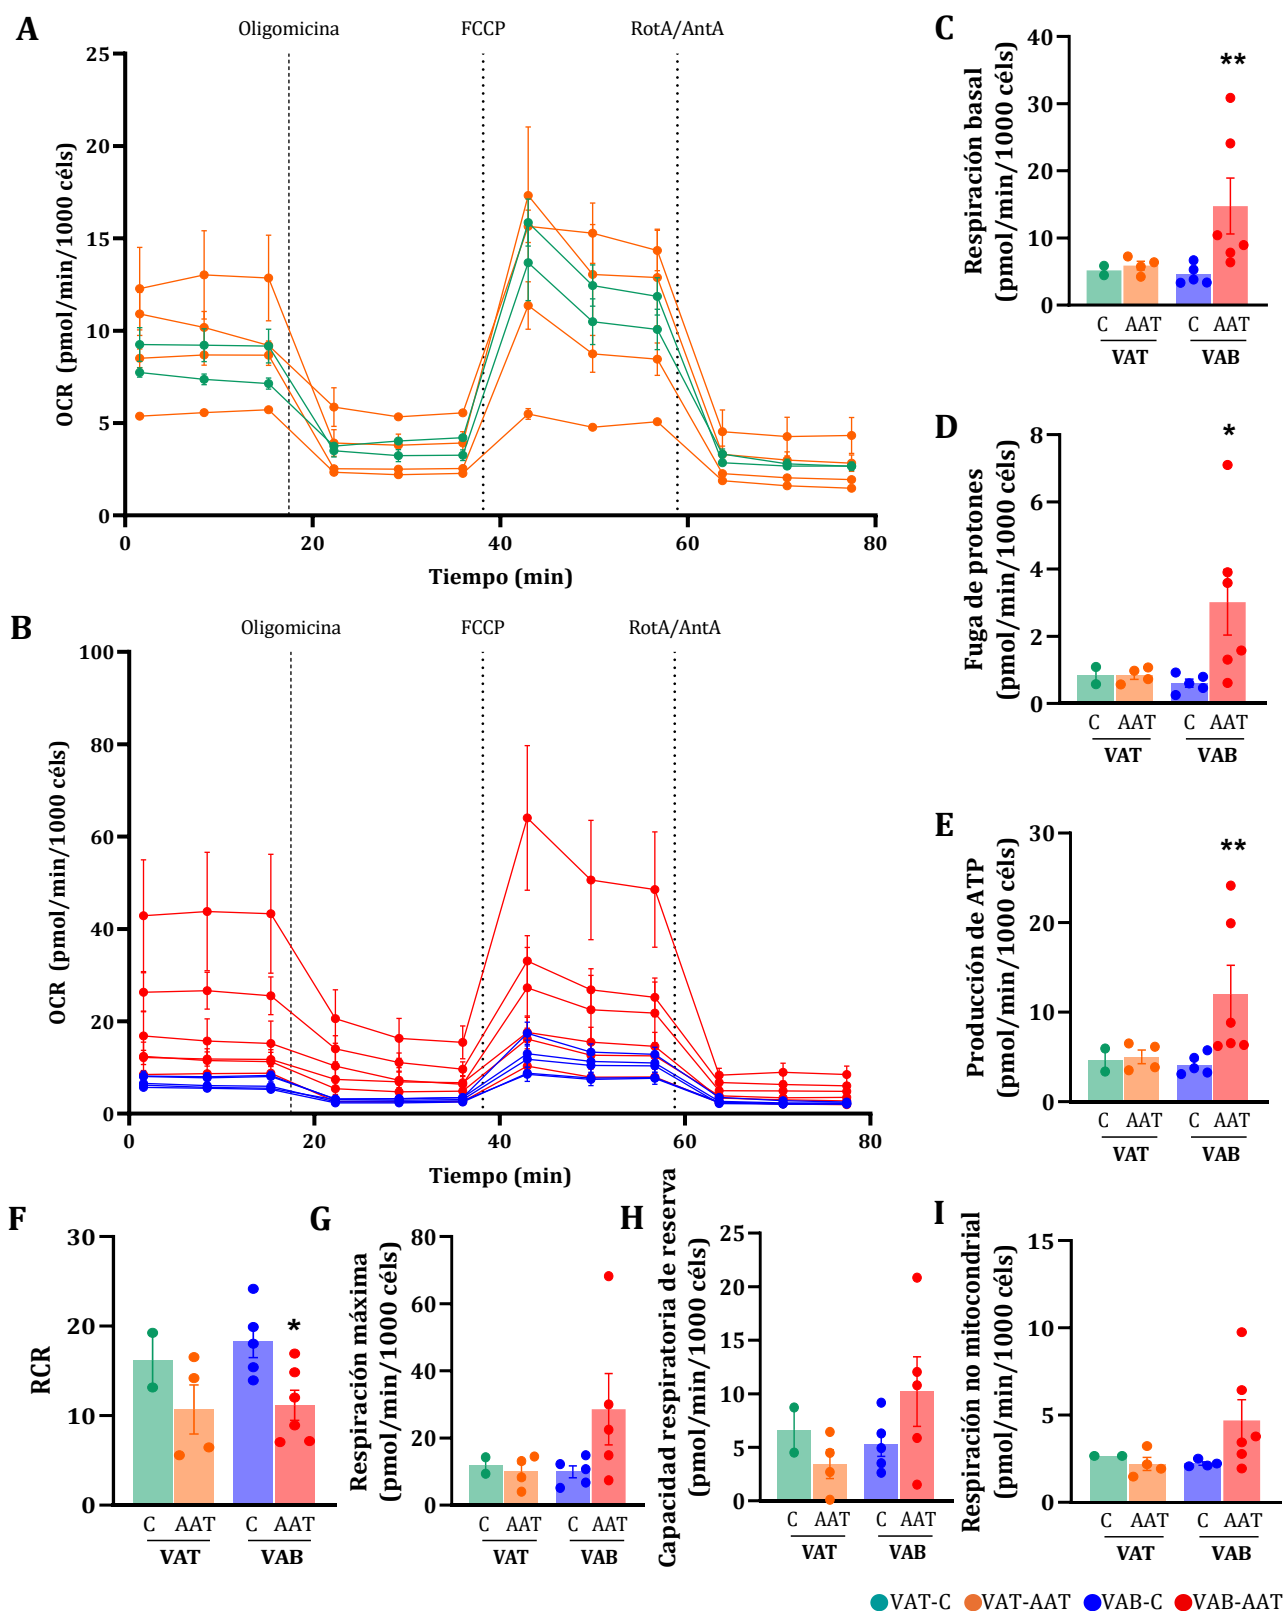 A
Oligomicina
FCCP
RotA/AntA
OCR (pmol/min/1000 céls)
25
20
15
10
5
0
0
20
40
60
80
Tiempo (min)
B
Oligomicina
FCCP
RotA/AntA
OCR (pmol/min/1000 céls)
100
80
60
40
20
0
0
20
40
60
80
Tiempo (min)
C
Respiración basal
(pmol/min/1000 céls)
40
30
20
10
0
**
C AAT C AAT
VAT VAB
D
Fuga de protones
(pmol/min/1000 céls)
8
6
4
2
0
*
C AAT C AAT
VAT VAB
E
Producción de ATP
(pmol/min/1000 céls)
30
20
10
0
**
C AAT C AAT
VAT VAB
F
RCR
30
20
10
0
*
C AAT C AAT
VAT VAB
G
Respiración máxima
(pmol/min/1000 céls)
80
60
40
20
0
C AAT C AAT
VAT VAB
H
Capacidad respiratoria de reserva
(pmol/min/1000 céls)
25
20
15
10
5
0
C AAT C AAT
VAT VAB
I
Respiración no mitocondrial
(pmol/min/1000 céls)
15
10
5
0
C AAT C AAT
VAT VAB
VAT-C VAT-AAT VAB-C VAB-AAT